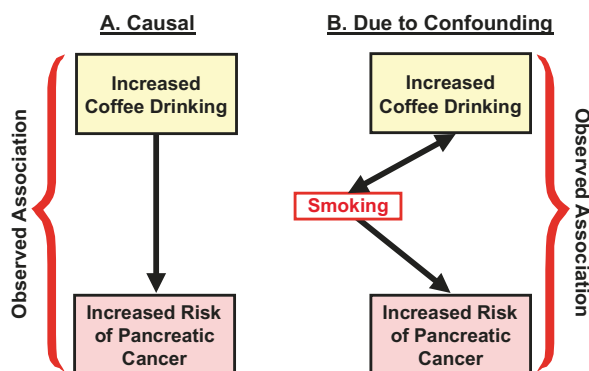 A. Causal
Observed Association
Increased
Coffee Drinking
Increased Risk
of Pancreatic
Cancer
B. Due to Confounding
Increased
Coffee Drinking
Smoking
Increased Risk
of Pancreatic
Cancer
Observed Association